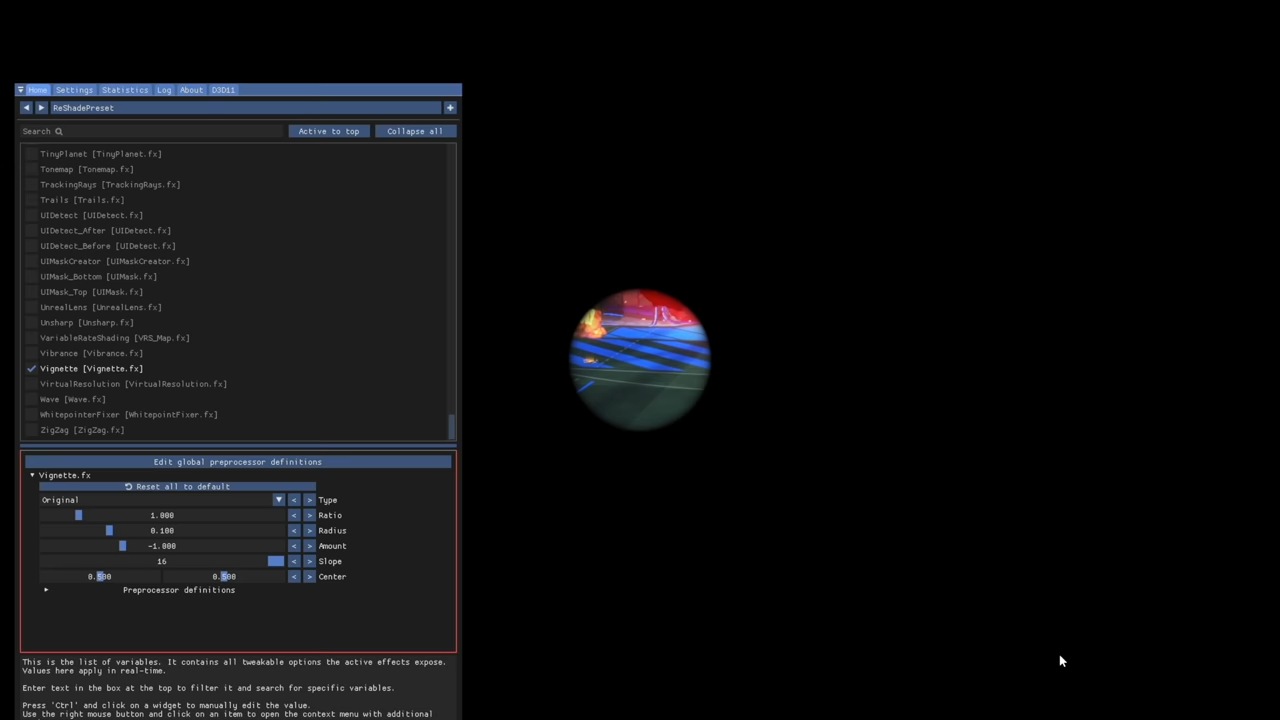 Home Settings Statistics Log About D3D11
ReShadePreset +
Search Active to top Collapse all
TinyPlanet [TinyPlanet.fx]
Tonemap [Tonemap.fx]
TrackingRays [TrackingRays.fx]
Trails [Trails.fx]
UIDetect [UIDetect.fx]
UIDetect_After [UIDetect.fx]
UIDetect_Before [UIDetect.fx]
UIMaskCreator [UIMaskCreator.fx]
UIMask_Bottom [UIMask.fx]
UIMask_Top [UIMask.fx]
UnrealLens [UnrealLens.fx]
Unsharp [Unsharp.fx]
VariableRateShading [VRS_Map.fx]
Vibrance [Vibrance.fx]
Vignette [Vignette.fx]
VirtualResolution [VirtualResolution.fx]
Wave [Wave.fx]
WhitepointerFixer [WhitepointFixer.fx]
ZigZag [ZigZag.fx]
Edit global preprocessor definitions
Vignette.fx
Reset all to default
Original < > Type
1.000 < > Ratio
0.100 < > Radius
-1.000 < > Amount
16 < > Slope
0.500 0.500 < > Center
Preprocessor definitions
This is the list of variables. It contains all tweakable options the active effects expose.
Values here apply in real-time.
Enter text in the box at the top to filter it and search for specific variables.
Press 'Ctrl' and click on a widget to manually edit the value.
Use the right mouse button and click on an item to open the context menu with additional